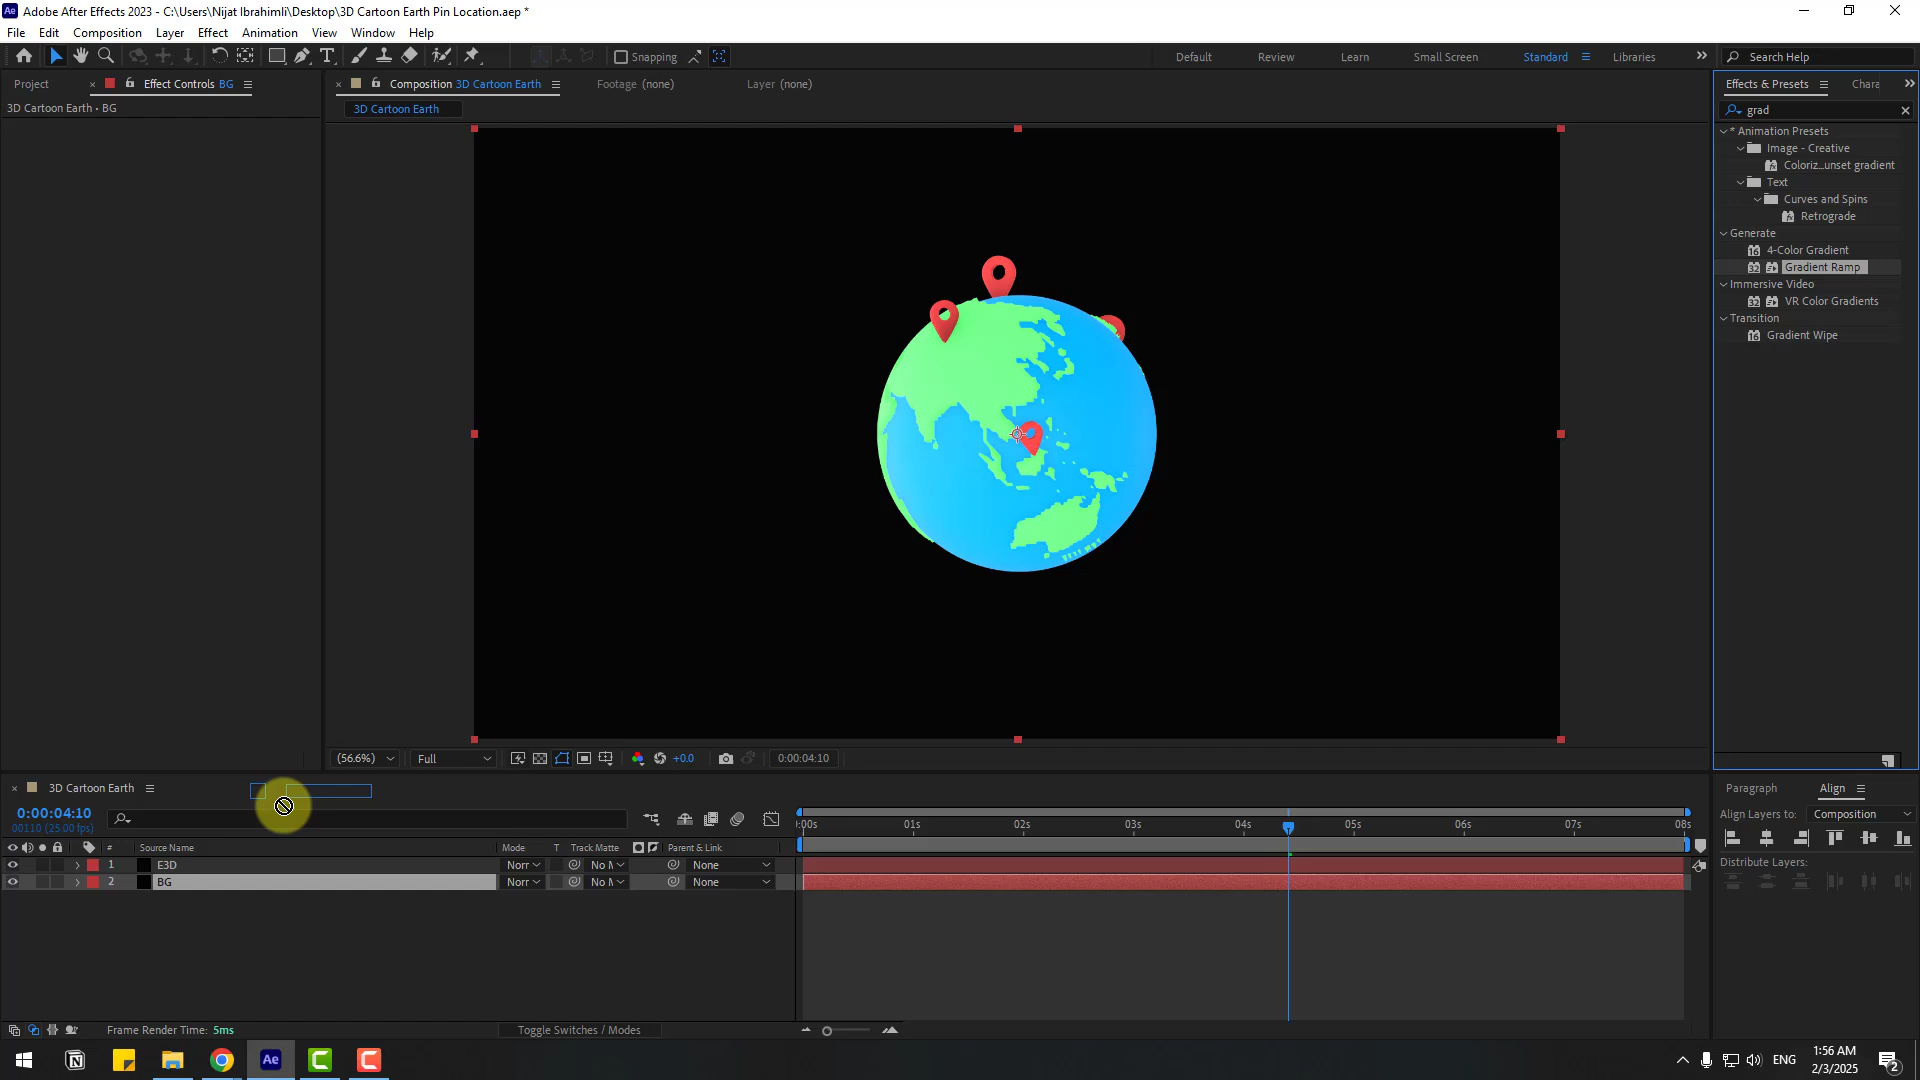 Adobe After Effects 2023 - C:\Users\Nijat Ibrahimli\Desktop\3D Cartoon Earth Pin Location.aep *
File Edit Composition Layer Effect Animation View Window Help
Snapping
Default Review Learn Small Screen Standard Libraries
Search Help
Project Effect Controls BG
Composition 3D Cartoon Earth Footage (none) Layer (none)
Effects & Presets Chara
3D Cartoon Earth • BG
3D Cartoon Earth
grad
* Animation Presets
Image - Creative
Coloriz...unset gradient
Text
Curves and Spins
Retrograde
Generate
4-Color Gradient
Gradient Ramp
Immersive Video
VR Color Gradients
Transition
Gradient Wipe
(56.6%) Full +0.0 0:00:04:10
3D Cartoon Earth
Paragraph Align
0:00:04:10
00110 (25.00 fps)
:00s 01s 02s 03s 04s 05s 06s 07s 08s
Align Layers to: Composition
# Source Name Mode T Track Matte Parent & Link
1 E3D Norr No M None
2 BG Norr No M None
Distribute Layers:
Frame Render Time: 5ms
Toggle Switches / Modes
ENG
1:56 AM
2/3/2025
2